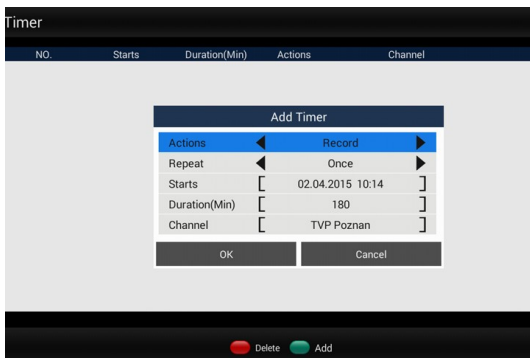 Timer
NO. Starts Duration(Min) Actions Channel
Add Timer
Actions Record
Repeat Once
Starts [ 02.04.2015 10:14 ]
Duration(Min) [ 180 ]
Channel [ TVP Poznan ]
OK Cancel
Delete Add